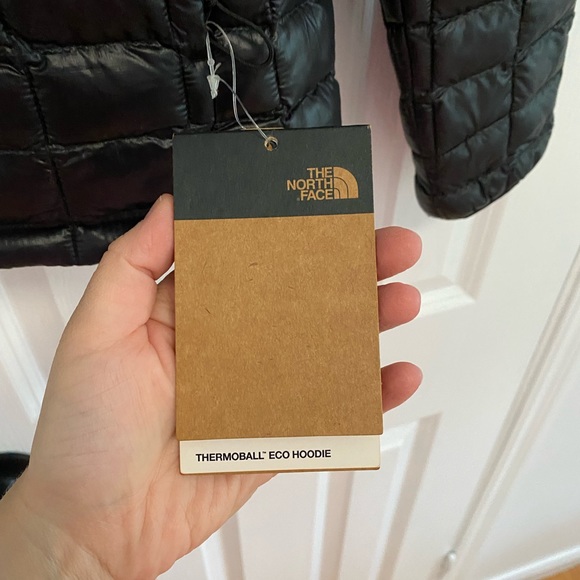 THE
NORTH
FACE
THERMOBALL™ ECO HOODIE